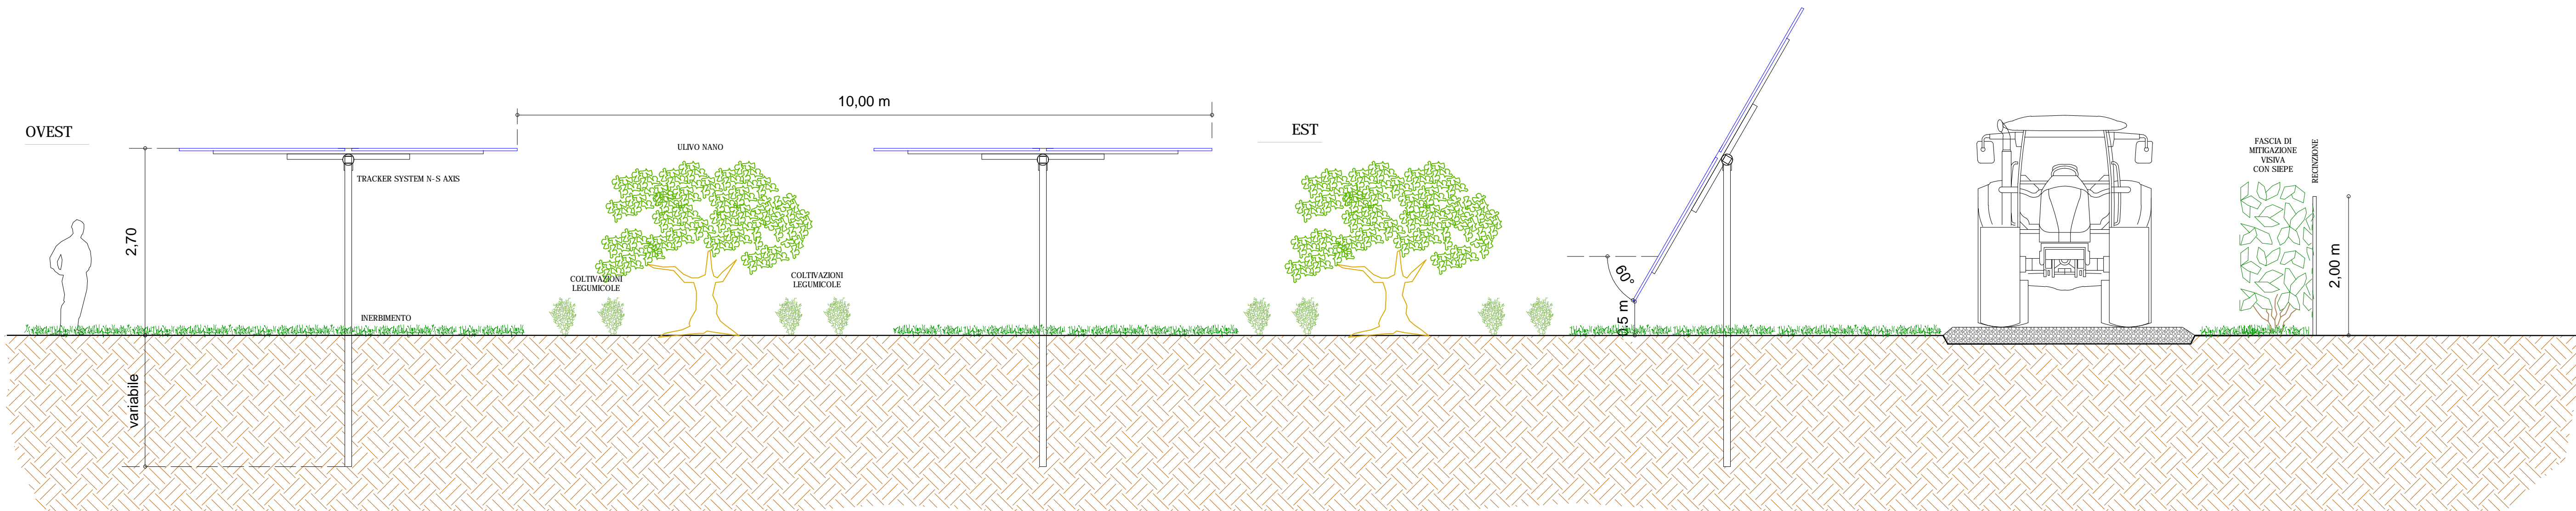 OVEST
2,70
variabile
TRACKER SYSTEM N-S AXIS
INERBIMENTO
10,00 m
ULIVO NANO
COLTIVAZIONI
LEGUMICOLE
COLTIVAZIONI
LEGUMICOLE
EST
60°
0.5 m
FASCIA DI
MITIGAZIONE
VISIVA
CON SIEPE
RECINZIONE
2,00 m